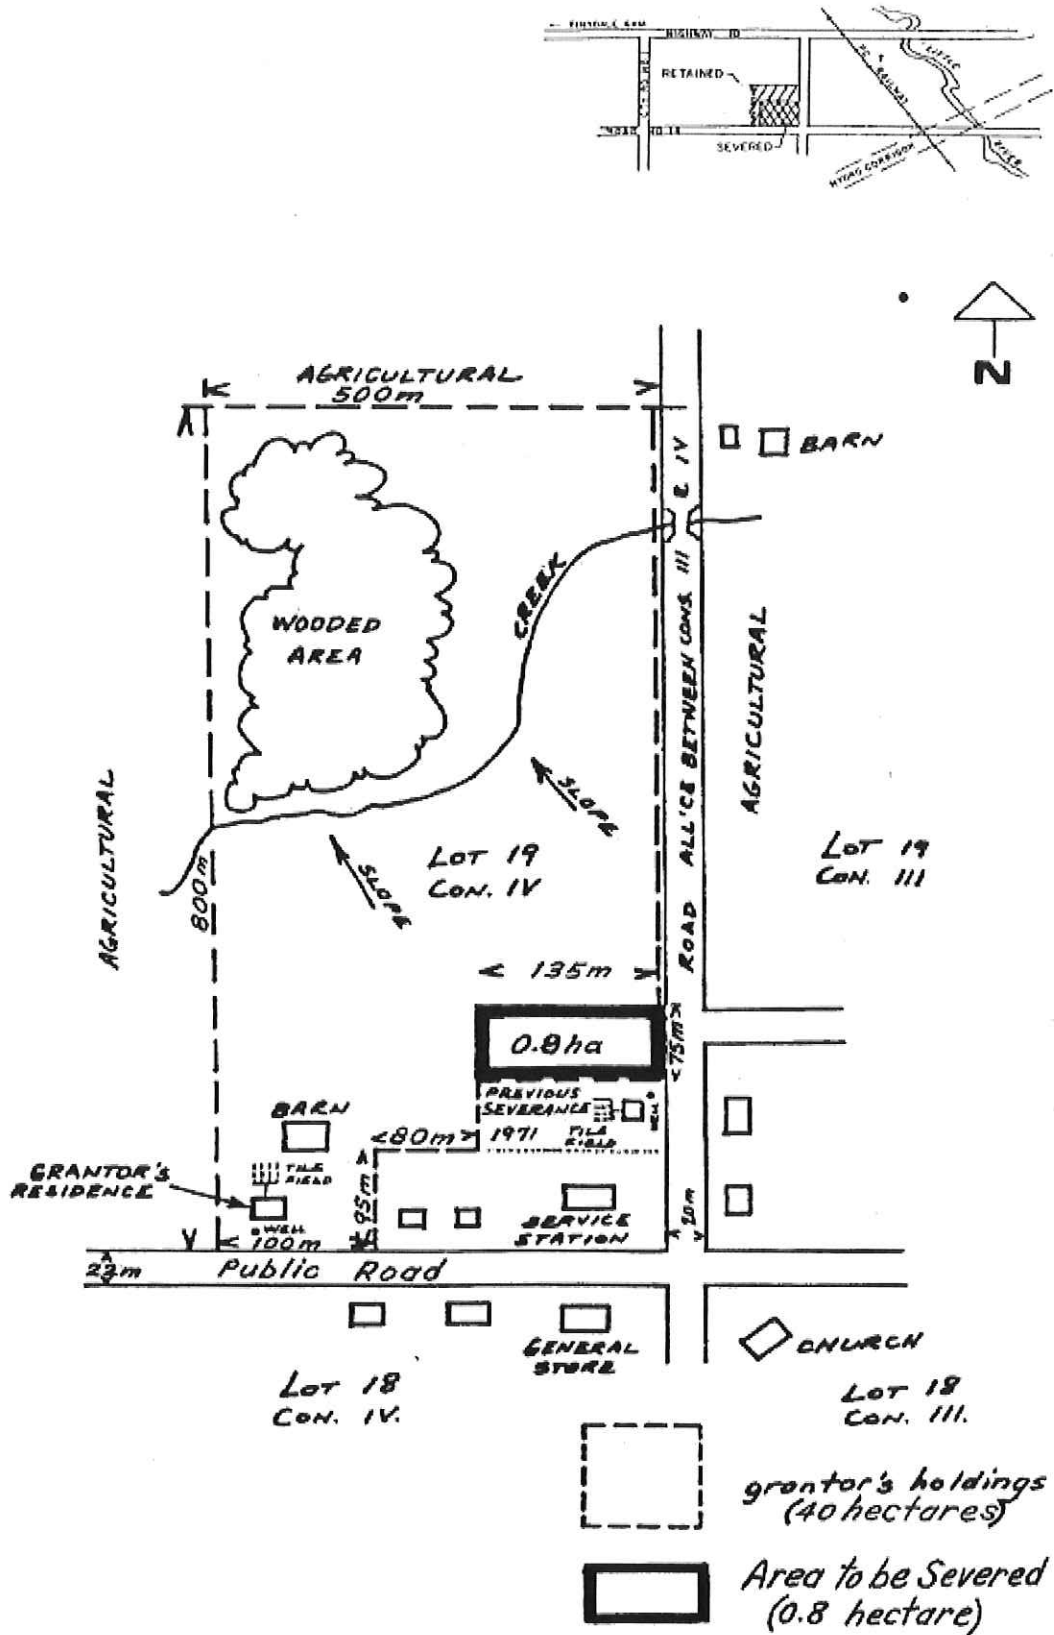 HIGHWAY 10
RETAINED
SEVERED
RAILWAY
LITTLE
RIVER
HYDRO CORRIDOR
N
AGRICULTURAL
500m
BARN
WOODED
AREA
CREEK
ROAD ALL'CE BETWEEN CONS III & IV
AGRICULTURAL
AGRICULTURAL
800m
SLOPE
SLOPE
LOT 19
CON. IV
LOT 19
CON. III
135m
0.8ha
75m
PREVIOUS
SEVERANCE
1971
TILE
FIELD
WELL
BARN
80m
GRANTOR'S
RESIDENCE
TILE
FIELD
95m
SERVICE
STATION
20m
WELL
100m
23m
Public Road
GENERAL
STORE
CHURCH
LOT 18
CON. IV.
LOT 18
CON. III.
grantor's holdings
(40 hectares)
Area to be Severed
(0.8 hectare)